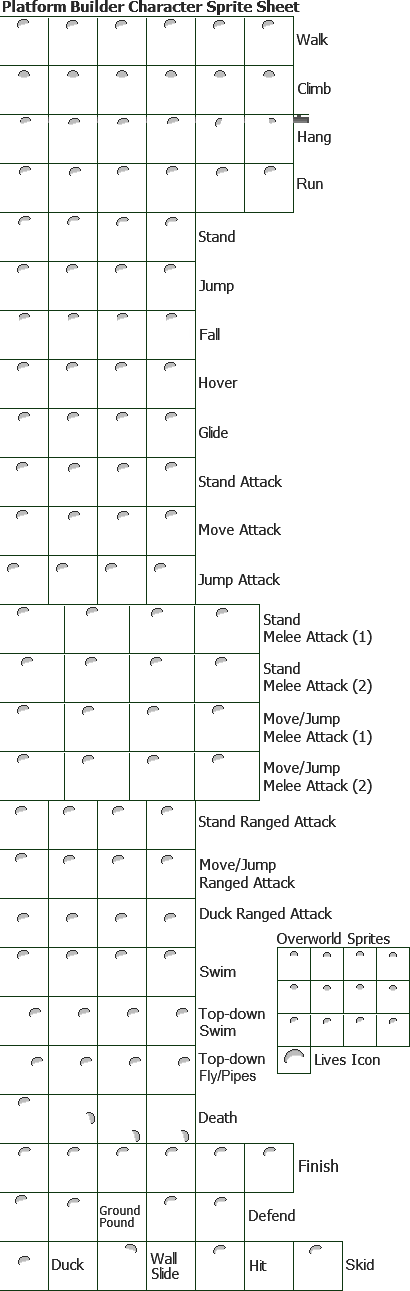 Platform Builder Character Sprite Sheet
Walk
Climb
Hang
Run
Stand
Jump
Fall
Hover
Glide
Stand Attack
Move Attack
Jump Attack
Stand
Melee Attack (1)
Stand
Melee Attack (2)
Move/Jump
Melee Attack (1)
Move/Jump
Melee Attack (2)
Stand Ranged Attack
Move/Jump
Ranged Attack
Duck Ranged Attack
Overworld Sprites
Swim
Top-down
Swim
Lives Icon
Top-down
Fly/Pipes
Death
Finish
Ground
Pound
Defend
Duck
Wall
Slide
Hit
Skid